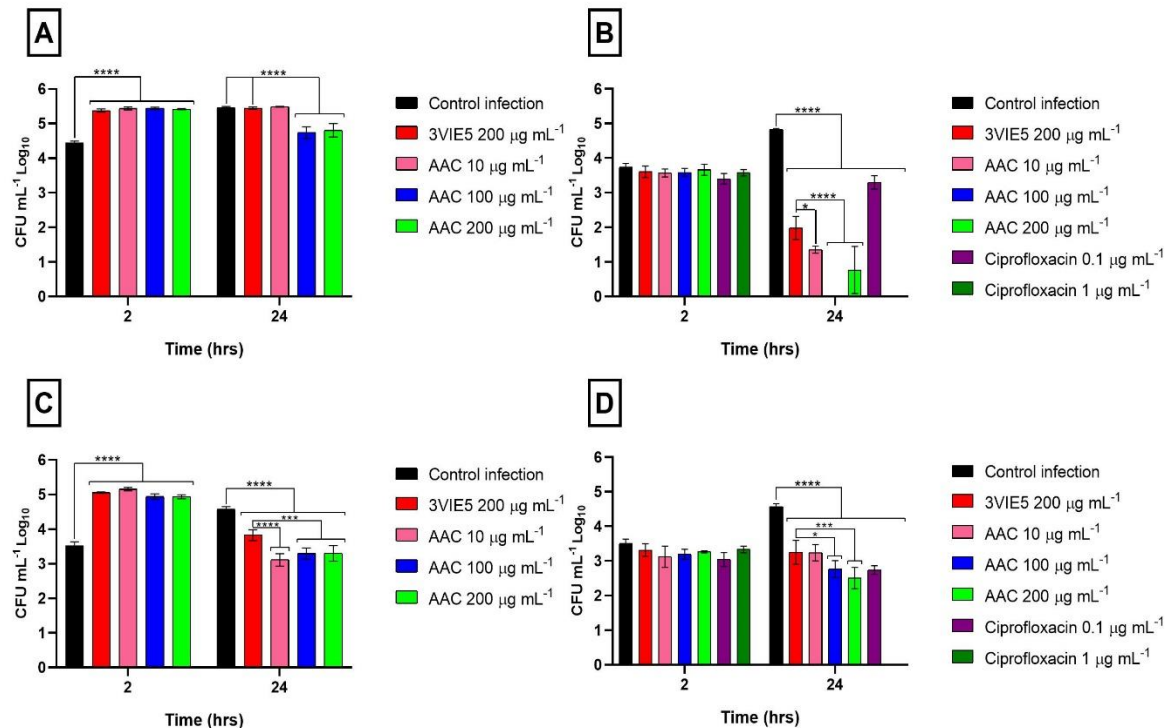 A
****
****
CFU mL⁻¹ Log₁₀
6
5
4
3
2
1
0
2
24
Time (hrs)
Control infection
3VIE5 200 µg mL⁻¹
AAC 10 µg mL⁻¹
AAC 100 µg mL⁻¹
AAC 200 µg mL⁻¹
B
****
****
*
CFU mL⁻¹ Log₁₀
6
5
4
3
2
1
0
2
24
Time (hrs)
Control infection
3VIE5 200 µg mL⁻¹
AAC 10 µg mL⁻¹
AAC 100 µg mL⁻¹
AAC 200 µg mL⁻¹
Ciprofloxacin 0.1 µg mL⁻¹
Ciprofloxacin 1 µg mL⁻¹
C
****
****
***
****
CFU mL⁻¹ Log₁₀
6
5
4
3
2
1
0
2
24
Time (hrs)
Control infection
3VIE5 200 µg mL⁻¹
AAC 10 µg mL⁻¹
AAC 100 µg mL⁻¹
AAC 200 µg mL⁻¹
D
****
***
*
CFU mL⁻¹ Log₁₀
6
5
4
3
2
1
0
2
24
Time (hrs)
Control infection
3VIE5 200 µg mL⁻¹
AAC 10 µg mL⁻¹
AAC 100 µg mL⁻¹
AAC 200 µg mL⁻¹
Ciprofloxacin 0.1 µg mL⁻¹
Ciprofloxacin 1 µg mL⁻¹